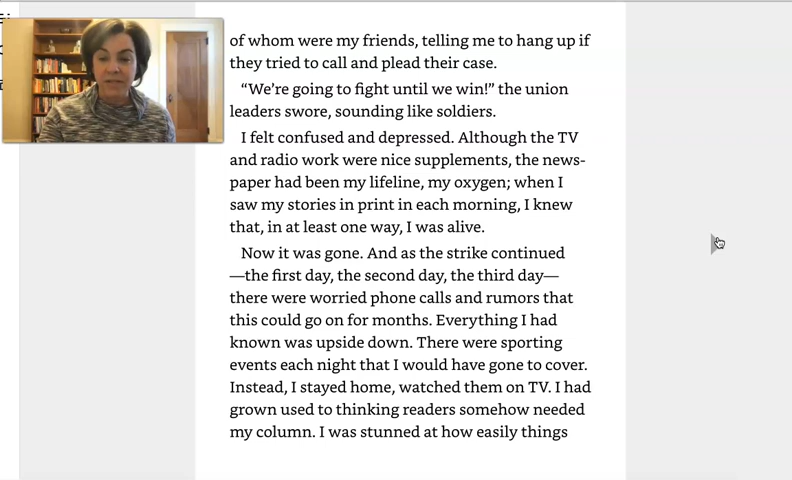 of whom were my friends, telling me to hang up if
they tried to call and plead their case.
“We’re going to fight until we win!” the union
leaders swore, sounding like soldiers.
I felt confused and depressed. Although the TV
and radio work were nice supplements, the news-
paper had been my lifeline, my oxygen; when I
saw my stories in print in each morning, I knew
that, in at least one way, I was alive.
Now it was gone. And as the strike continued
—the first day, the second day, the third day—
there were worried phone calls and rumors that
this could go on for months. Everything I had
known was upside down. There were sporting
events each night that I would have gone to cover.
Instead, I stayed home, watched them on TV. I had
grown used to thinking readers somehow needed
my column. I was stunned at how easily things